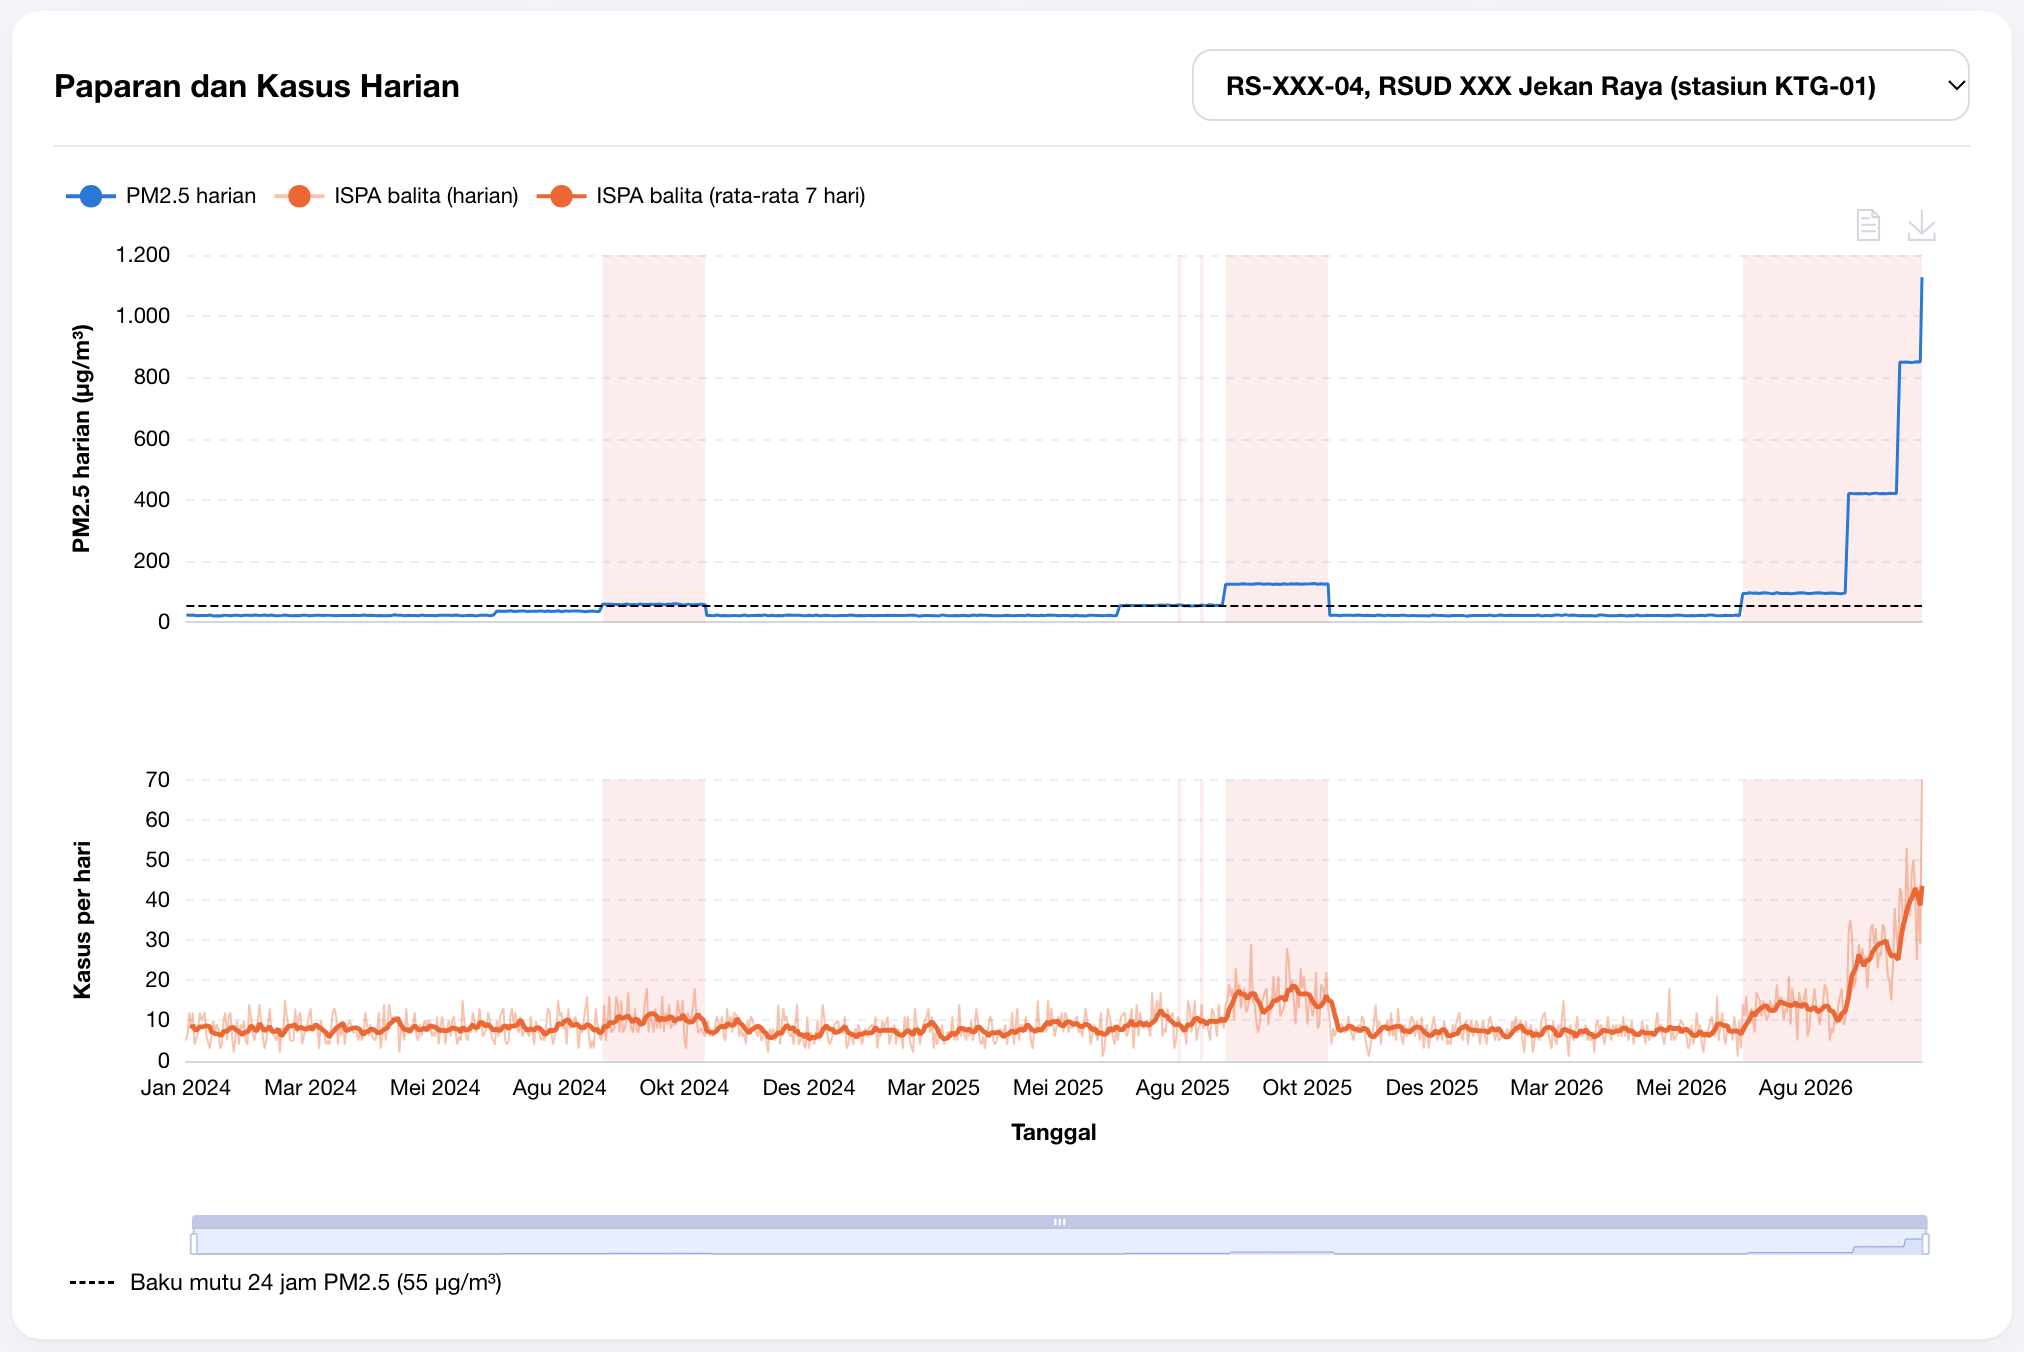 Paparan dan Kasus Harian
RS-XXX-04, RSUD XXX Jekan Raya (stasiun KTG-01)
PM2.5 harian
ISPA balita (harian)
ISPA balita (rata-rata 7 hari)
PM2.5 harian (µg/m³)
1.200
1.000
800
600
400
200
0
Kasus per hari
70
60
50
40
30
20
10
0
Jan 2024
Mar 2024
Mei 2024
Agu 2024
Okt 2024
Des 2024
Mar 2025
Mei 2025
Agu 2025
Okt 2025
Des 2025
Mar 2026
Mei 2026
Agu 2026
Tanggal
Baku mutu 24 jam PM2.5 (55 µg/m³)